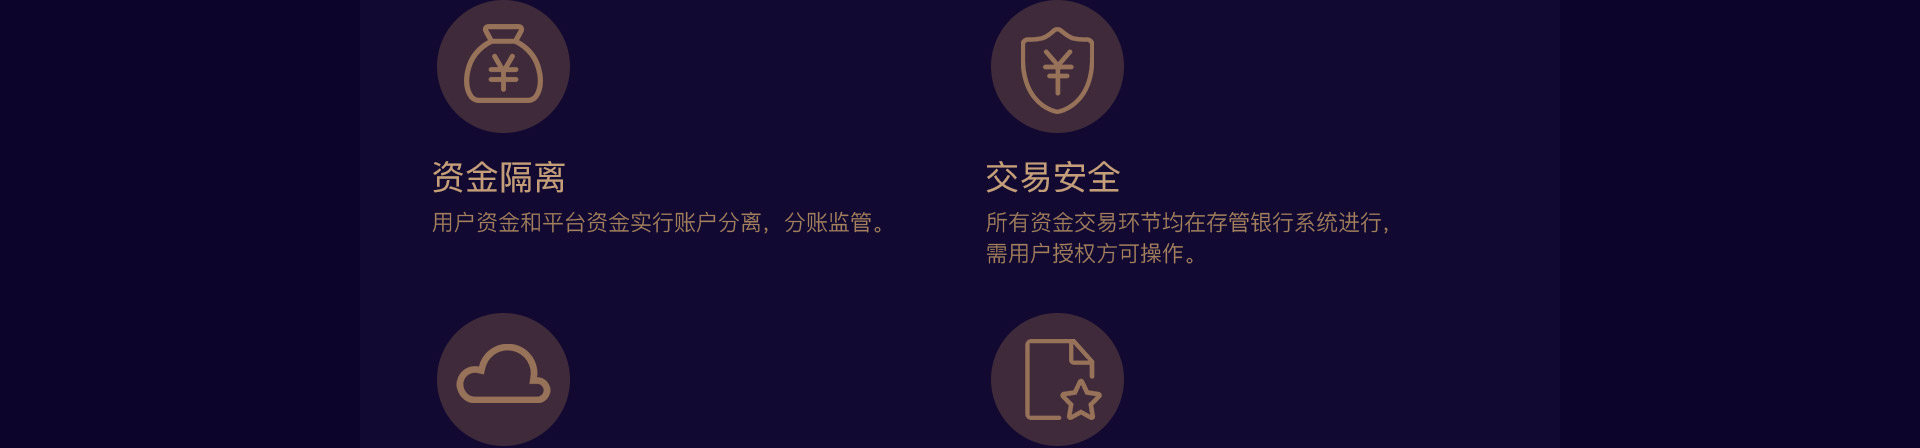 资金隔离
用户资金和平台资金实行账户分离，分账监管。
交易安全
所有资金交易环节均在存管银行系统进行，
需用户授权方可操作。